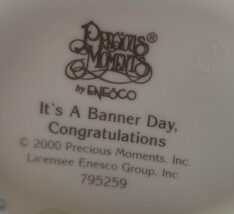 PRECIOUS ®
MOMENTS
by ENESCO
It's A Banner Day,
Congratulations
© 2000 Precious Moments, Inc.
Licensee Enesco Group, Inc.
795259